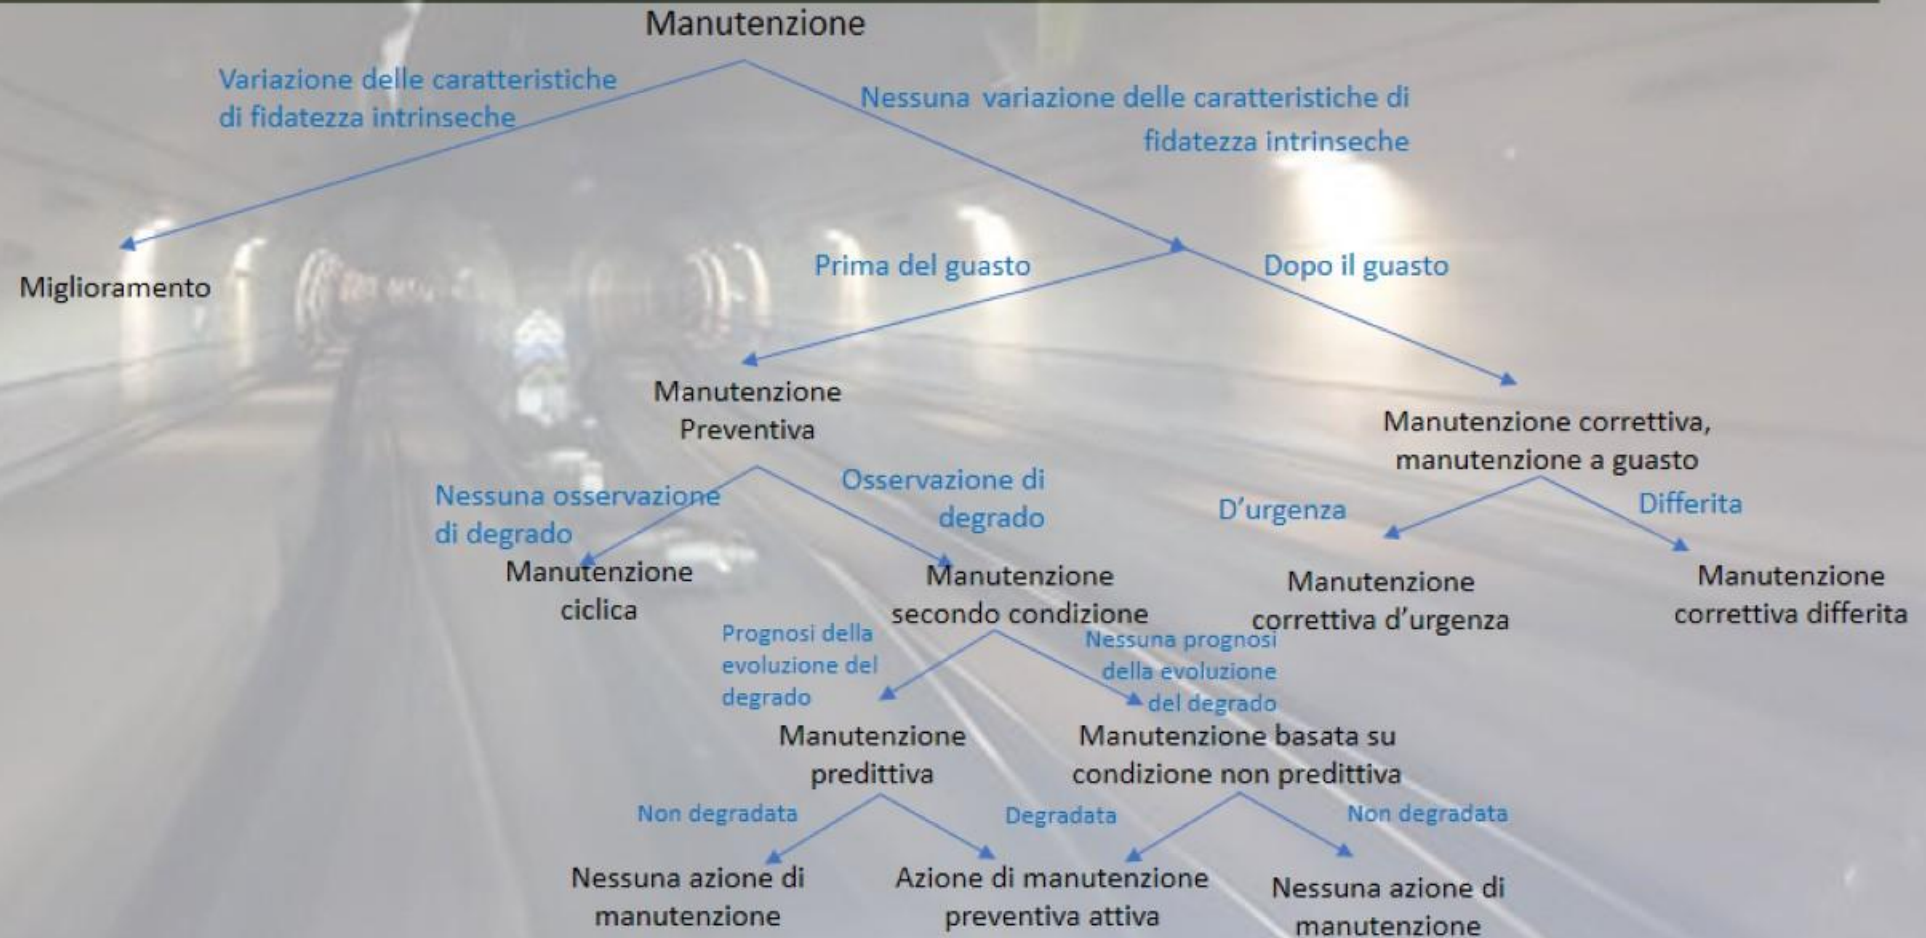 Manutenzione
Variazione delle caratteristiche
di fidatezza intrinseche
Nessuna variazione delle caratteristiche di
fidatezza intrinseche
Miglioramento
Prima del guasto
Dopo il guasto
Manutenzione
Preventiva
Manutenzione correttiva,
manutenzione a guasto
Nessuna osservazione
di degrado
Osservazione di
degrado
D'urgenza
Differita
Manutenzione
ciclica
Manutenzione
secondo condizione
Manutenzione
correttiva d'urgenza
Manutenzione
correttiva differita
Prognosi della
evoluzione del
degrado
Nessuna prognosi
della evoluzione
del degrado
Manutenzione
predittiva
Manutenzione basata su
condizione non predittiva
Non degradata
Degradata
Non degradata
Nessuna azione di
manutenzione
Azione di manutenzione
preventiva attiva
Nessuna azione di
manutenzione